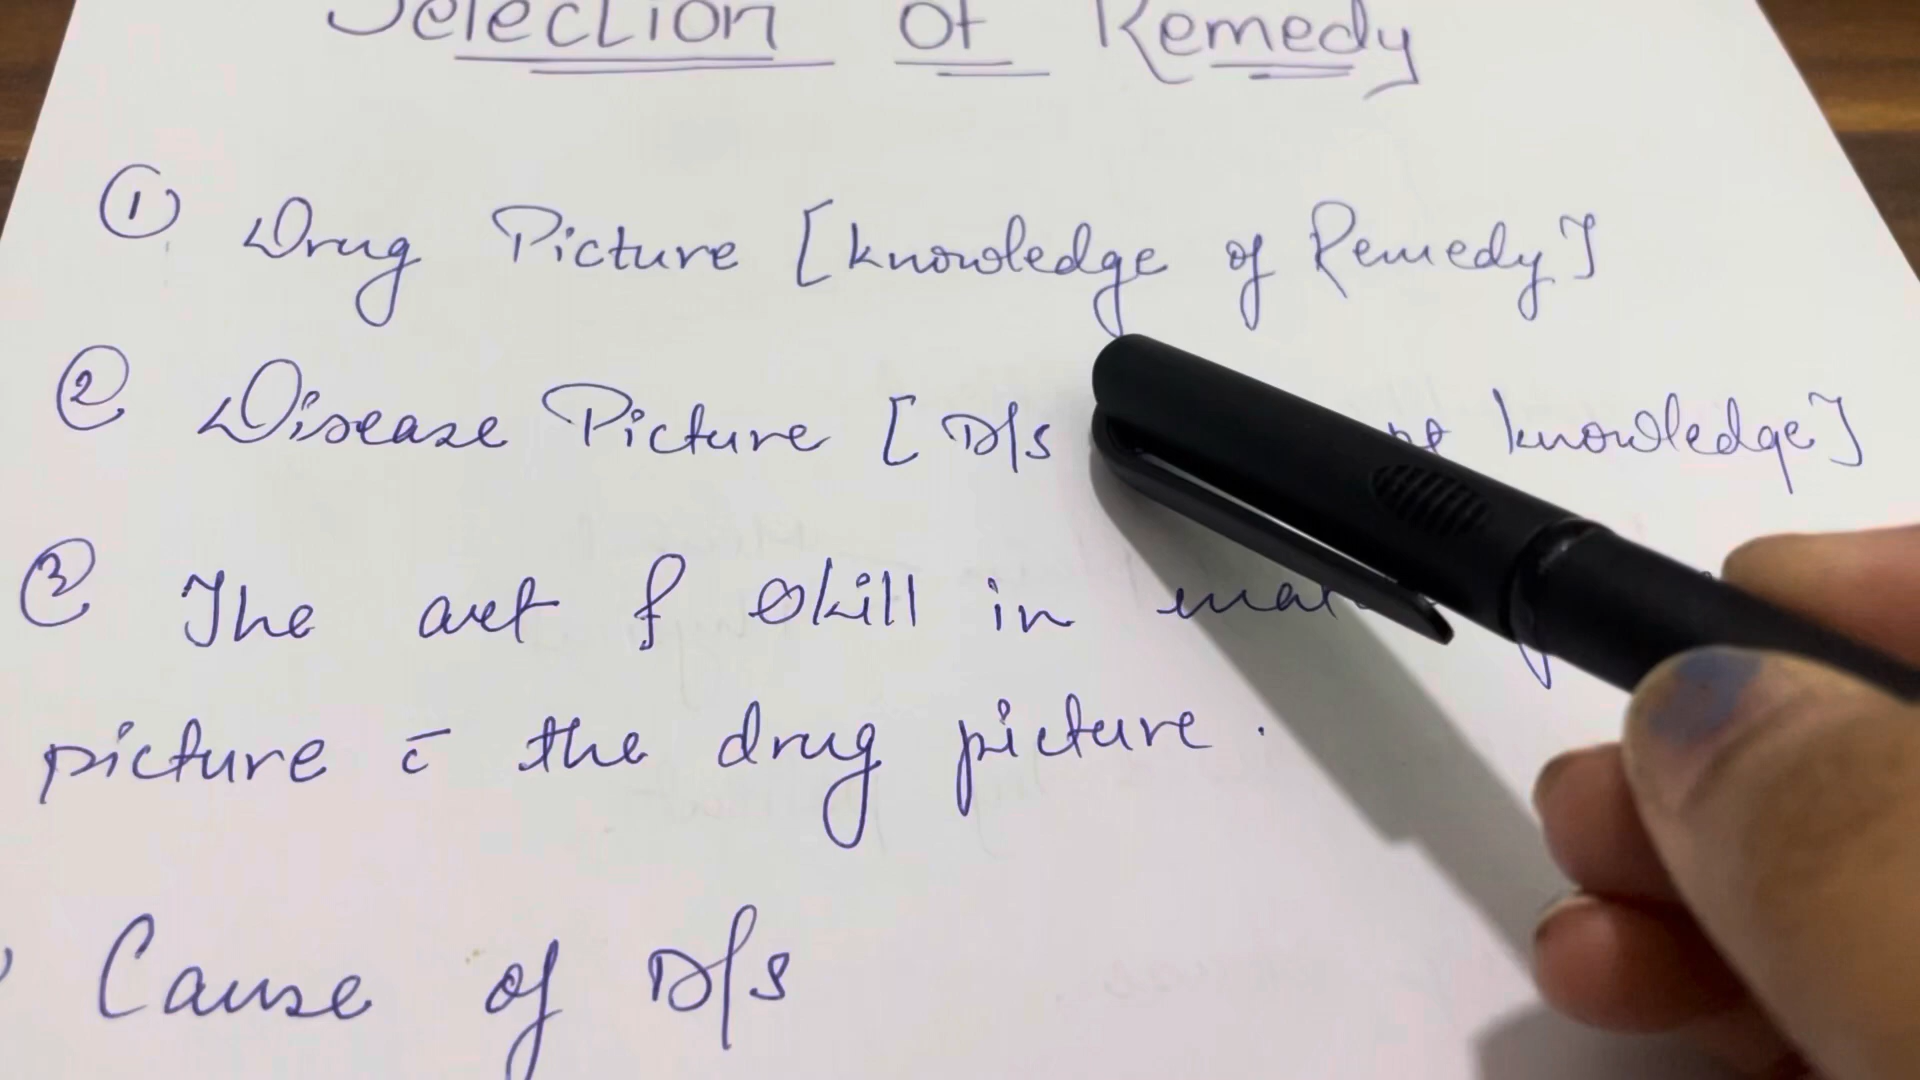 Selection Of Remedy
① Drug Picture [knowledge of Remedy]
② Disease Picture [D/s knowledge]
③ The art & skill in
picture c̄ the drug picture.
Cause of D/s